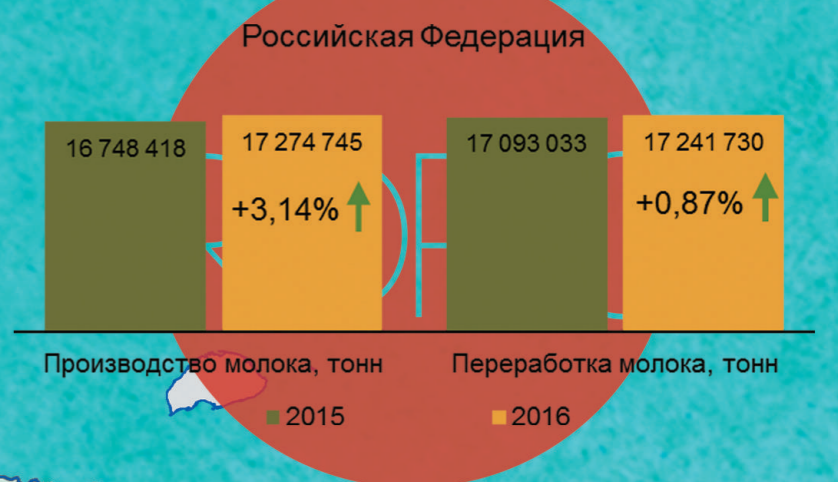 Российская Федерация
16 748 418
17 274 745
17 093 033
17 241 730
+3,14%
+0,87%
Производство молока, тонн
Переработка молока, тонн
2015
2016